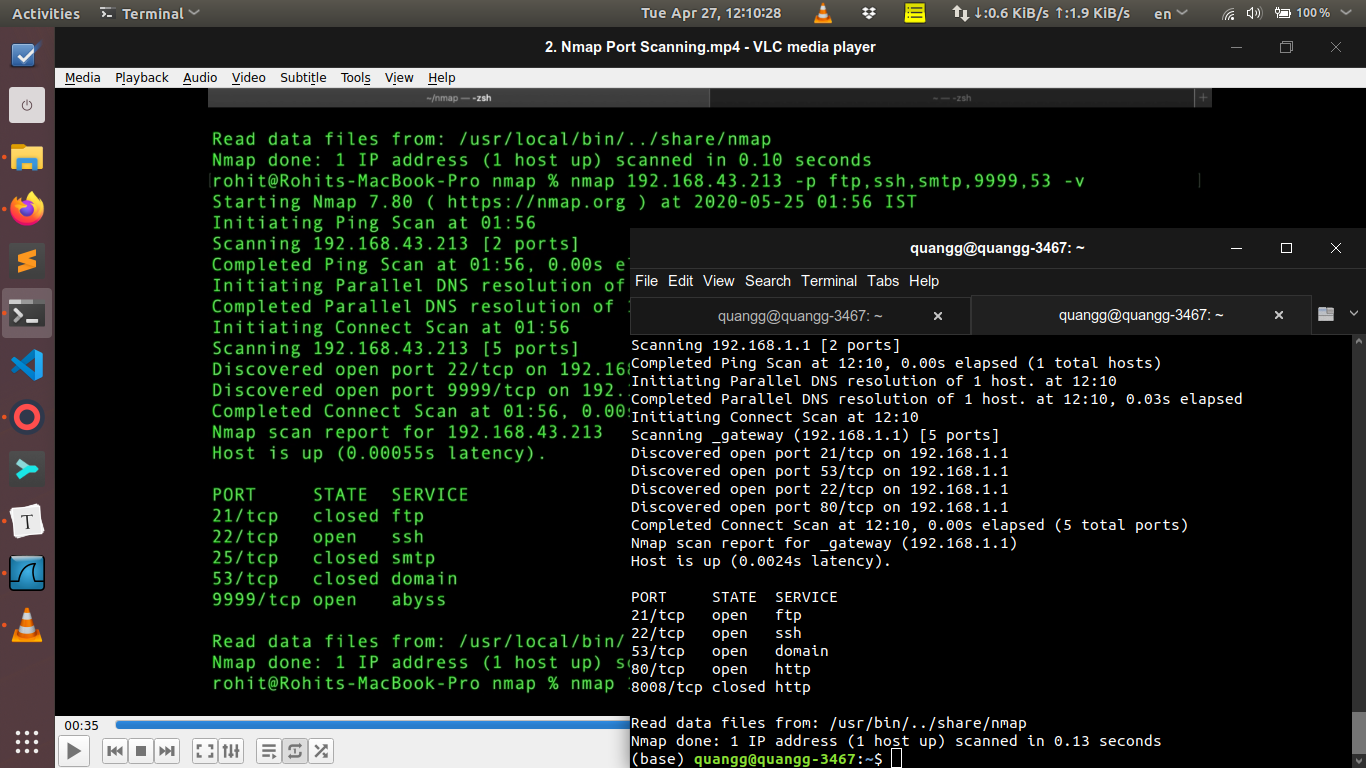 Activities Terminal Tue Apr 27, 12:10:28 ↓:0.6 KiB/s ↑:1.9 KiB/s en 100 %
2. Nmap Port Scanning.mp4 - VLC media player
Media Playback Audio Video Subtitle Tools View Help
~/nmap — -zsh ~ — -zsh +
Read data files from: /usr/local/bin/../share/nmap
Nmap done: 1 IP address (1 host up) scanned in 0.10 seconds
rohit@Rohits-MacBook-Pro nmap % nmap 192.168.43.213 -p ftp,ssh,smtp,9999,53 -v
Starting Nmap 7.80 ( https://nmap.org ) at 2020-05-25 01:56 IST
Initiating Ping Scan at 01:56
Scanning 192.168.43.213 [2 ports]
Completed Ping Scan at 01:56, 0.00s
Initiating Parallel DNS resolution of
Completed Parallel DNS resolution of
Initiating Connect Scan at 01:56
Scanning 192.168.43.213 [5 ports]
Discovered open port 22/tcp on 192.168
Discovered open port 9999/tcp on 192.
Completed Connect Scan at 01:56, 0.00s
Nmap scan report for 192.168.43.213
Host is up (0.00055s latency).
PORT STATE SERVICE
21/tcp closed ftp
22/tcp open ssh
25/tcp closed smtp
53/tcp closed domain
9999/tcp open abyss
Read data files from: /usr/local/bin/
Nmap done: 1 IP address (1 host up)
rohit@Rohits-MacBook-Pro nmap % nmap
00:35
quangg@quangg-3467: ~
File Edit View Search Terminal Tabs Help
quangg@quangg-3467: ~ quangg@quangg-3467: ~
Scanning 192.168.1.1 [2 ports]
Completed Ping Scan at 12:10, 0.00s elapsed (1 total hosts)
Initiating Parallel DNS resolution of 1 host. at 12:10
Completed Parallel DNS resolution of 1 host. at 12:10, 0.03s elapsed
Initiating Connect Scan at 12:10
Scanning _gateway (192.168.1.1) [5 ports]
Discovered open port 21/tcp on 192.168.1.1
Discovered open port 53/tcp on 192.168.1.1
Discovered open port 22/tcp on 192.168.1.1
Discovered open port 80/tcp on 192.168.1.1
Completed Connect Scan at 12:10, 0.00s elapsed (5 total ports)
Nmap scan report for _gateway (192.168.1.1)
Host is up (0.0024s latency).
PORT STATE SERVICE
21/tcp open ftp
22/tcp open ssh
53/tcp open domain
80/tcp open http
8008/tcp closed http
Read data files from: /usr/bin/../share/nmap
Nmap done: 1 IP address (1 host up) scanned in 0.13 seconds
(base) quangg@quangg-3467:~$